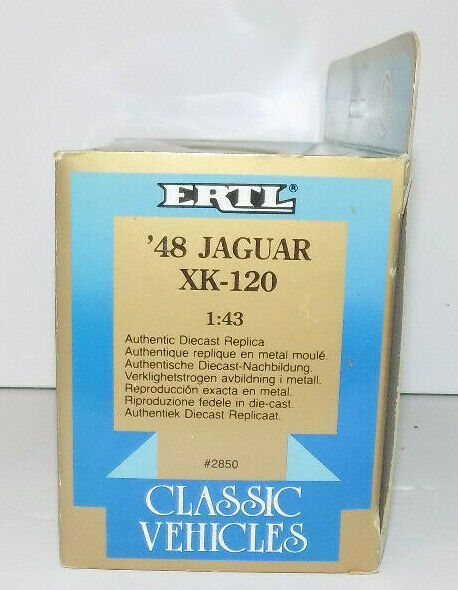 ERTL®
'48 JAGUAR
XK-120
1:43
Authentic Diecast Replica
Authentique replique en metal moulé.
Authentische Diecast-Nachbildung.
Verklighetstrogen avbildning i metall.
Reproducción exacta en metal.
Riproduzione fedele in die-cast.
Authentiek Diecast Replicaat.
#2850
CLASSIC
VEHICLES